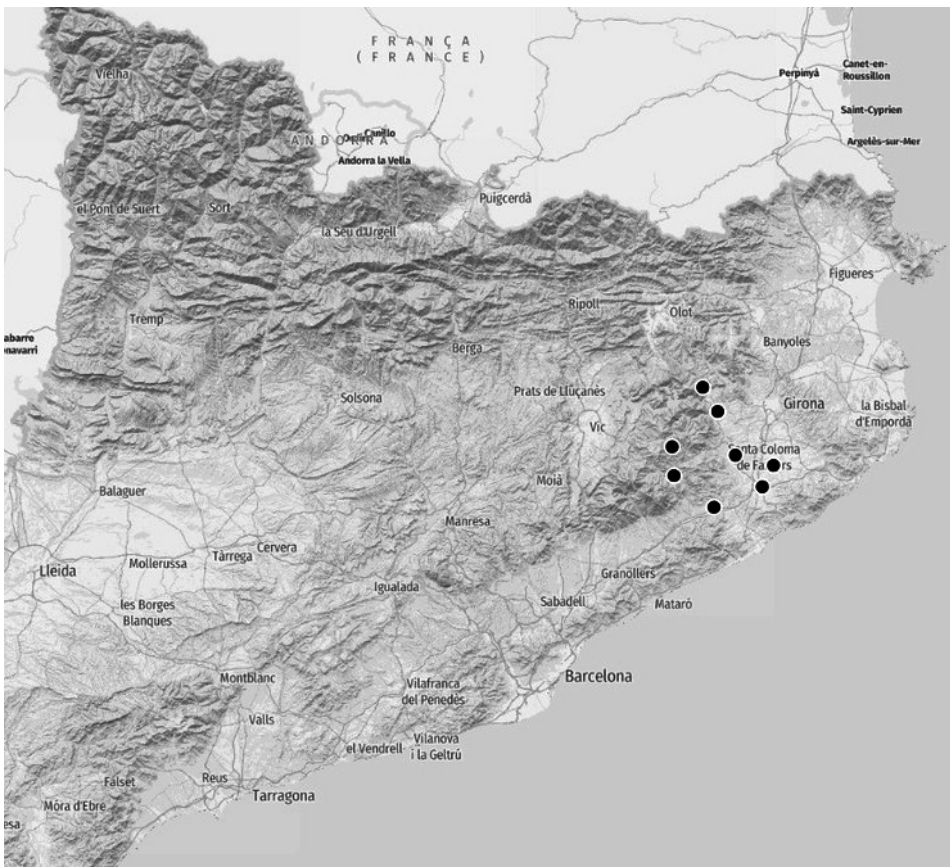 FRANÇA
(FRANCE)
Canet-en-
Roussillon
Perpinyà
Vielha
Saint-Cyprien
Canillo
ANDORRA
Argelès-sur-Mer
Andorra la Vella
Puigcerdà
el Pont de Suert
Sort
la Seu d'Urgell
Figueres
Ripoll
Olot
Tremp
Banyoles
Berga
Prats de Lluçanès
Solsona
Girona
la Bisbal
d'Empordà
Vic
Coloma
de
Moià
Balaguer
Manresa
Cervera
Tàrrega
Mollerussa
Lleida
Granollers
Igualada
les Borges
Blanques
Sabadell
Mataró
Montblanc
Barcelona
Vilafranca
del Penedès
Valls
Vilanova
i la Geltrú
el Vendrell
Reus
Falset
Tarragona
Móra d'Ebre